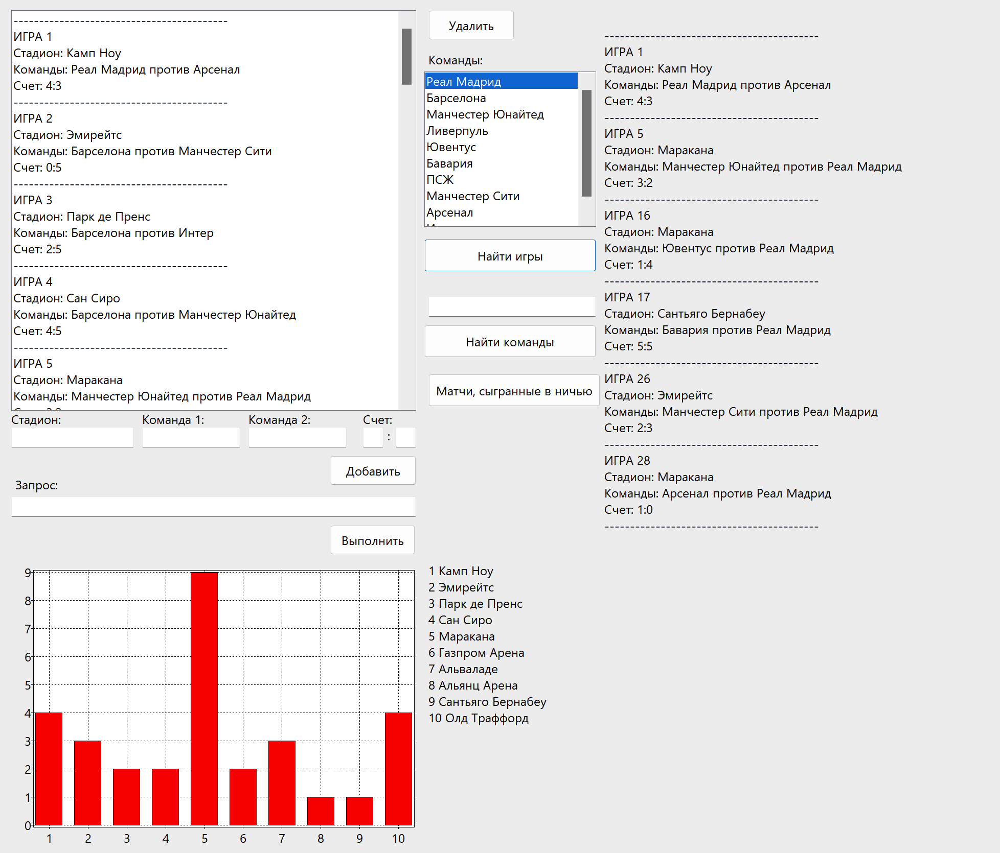 -----------------------------------------
ИГРА 1
Стадион: Камп Ноу
Команды: Реал Мадрид против Арсенал
Счет: 4:3
-----------------------------------------
ИГРА 2
Стадион: Эмирейтс
Команды: Барселона против Манчестер Сити
Счет: 0:5
-----------------------------------------
ИГРА 3
Стадион: Парк де Пренс
Команды: Барселона против Интер
Счет: 2:5
-----------------------------------------
ИГРА 4
Стадион: Сан Сиро
Команды: Барселона против Манчестер Юнайтед
Счет: 4:5
-----------------------------------------
ИГРА 5
Стадион: Маракана
Команды: Манчестер Юнайтед против Реал Мадрид
Стадион:
Команда 1:
Команда 2:
Счет:
:
Добавить
Запрос:
Выполнить
Удалить
Команды:
Реал Мадрид
Барселона
Манчестер Юнайтед
Ливерпуль
Ювентус
Бавария
ПСЖ
Манчестер Сити
Арсенал
Найти игры
Найти команды
Матчи, сыгранные в ничью
-----------------------------------------
ИГРА 1
Стадион: Камп Ноу
Команды: Реал Мадрид против Арсенал
Счет: 4:3
-----------------------------------------
ИГРА 5
Стадион: Маракана
Команды: Манчестер Юнайтед против Реал Мадрид
Счет: 3:2
-----------------------------------------
ИГРА 16
Стадион: Маракана
Команды: Ювентус против Реал Мадрид
Счет: 1:4
-----------------------------------------
ИГРА 17
Стадион: Сантьяго Бернабеу
Команды: Бавария против Реал Мадрид
Счет: 5:5
-----------------------------------------
ИГРА 26
Стадион: Эмирейтс
Команды: Манчестер Сити против Реал Мадрид
Счет: 2:3
-----------------------------------------
ИГРА 28
Стадион: Маракана
Команды: Арсенал против Реал Мадрид
Счет: 1:0
-----------------------------------------
9
8
7
6
5
4
3
2
1
0
1 2 3 4 5 6 7 8 9 10
1 Камп Ноу
2 Эмирейтс
3 Парк де Пренс
4 Сан Сиро
5 Маракана
6 Газпром Арена
7 Альваладе
8 Альянц Арена
9 Сантьяго Бернабеу
10 Олд Траффорд